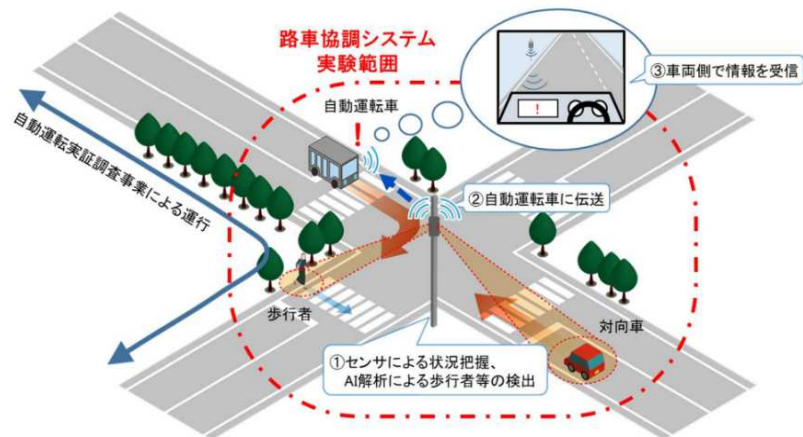 路車協調システム
実験範囲
自動運転車
!
!
③車両側で情報を受信
自動運転実証調査事業による運行
②自動運転車に伝送
歩行者
対向車
①センサによる状況把握、
AI解析による歩行者等の検出